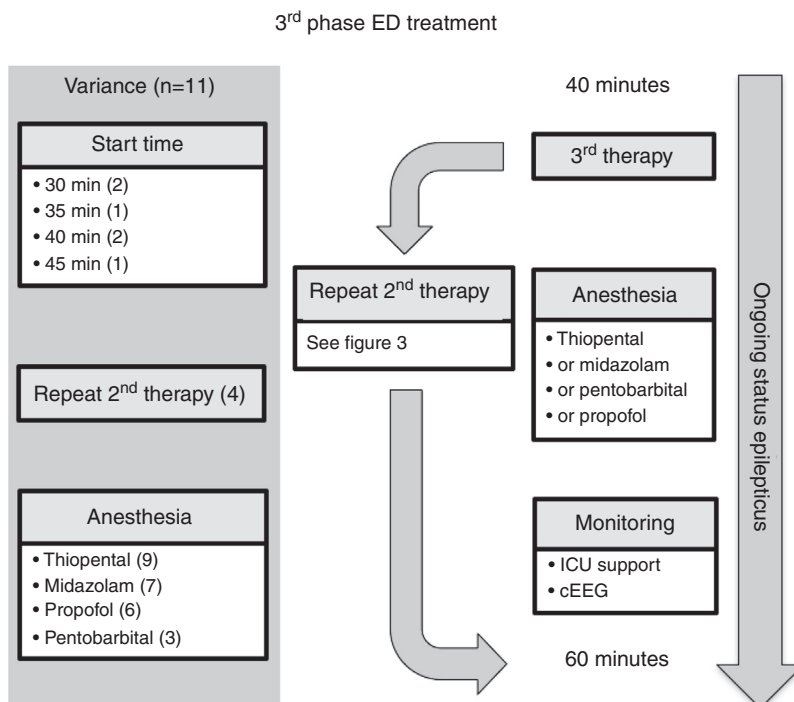 3rd phase ED treatment
Variance (n=11)
Start time
• 30 min (2)
• 35 min (1)
• 40 min (2)
• 45 min (1)
Repeat 2nd therapy (4)
Anesthesia
• Thiopental (9)
• Midazolam (7)
• Propofol (6)
• Pentobarbital (3)
40 minutes
3rd therapy
Repeat 2nd therapy
See figure 3
Anesthesia
• Thiopental
• or midazolam
• or pentobarbital
• or propofol
Monitoring
• ICU support
• cEEG
60 minutes
Ongoing status epilepticus